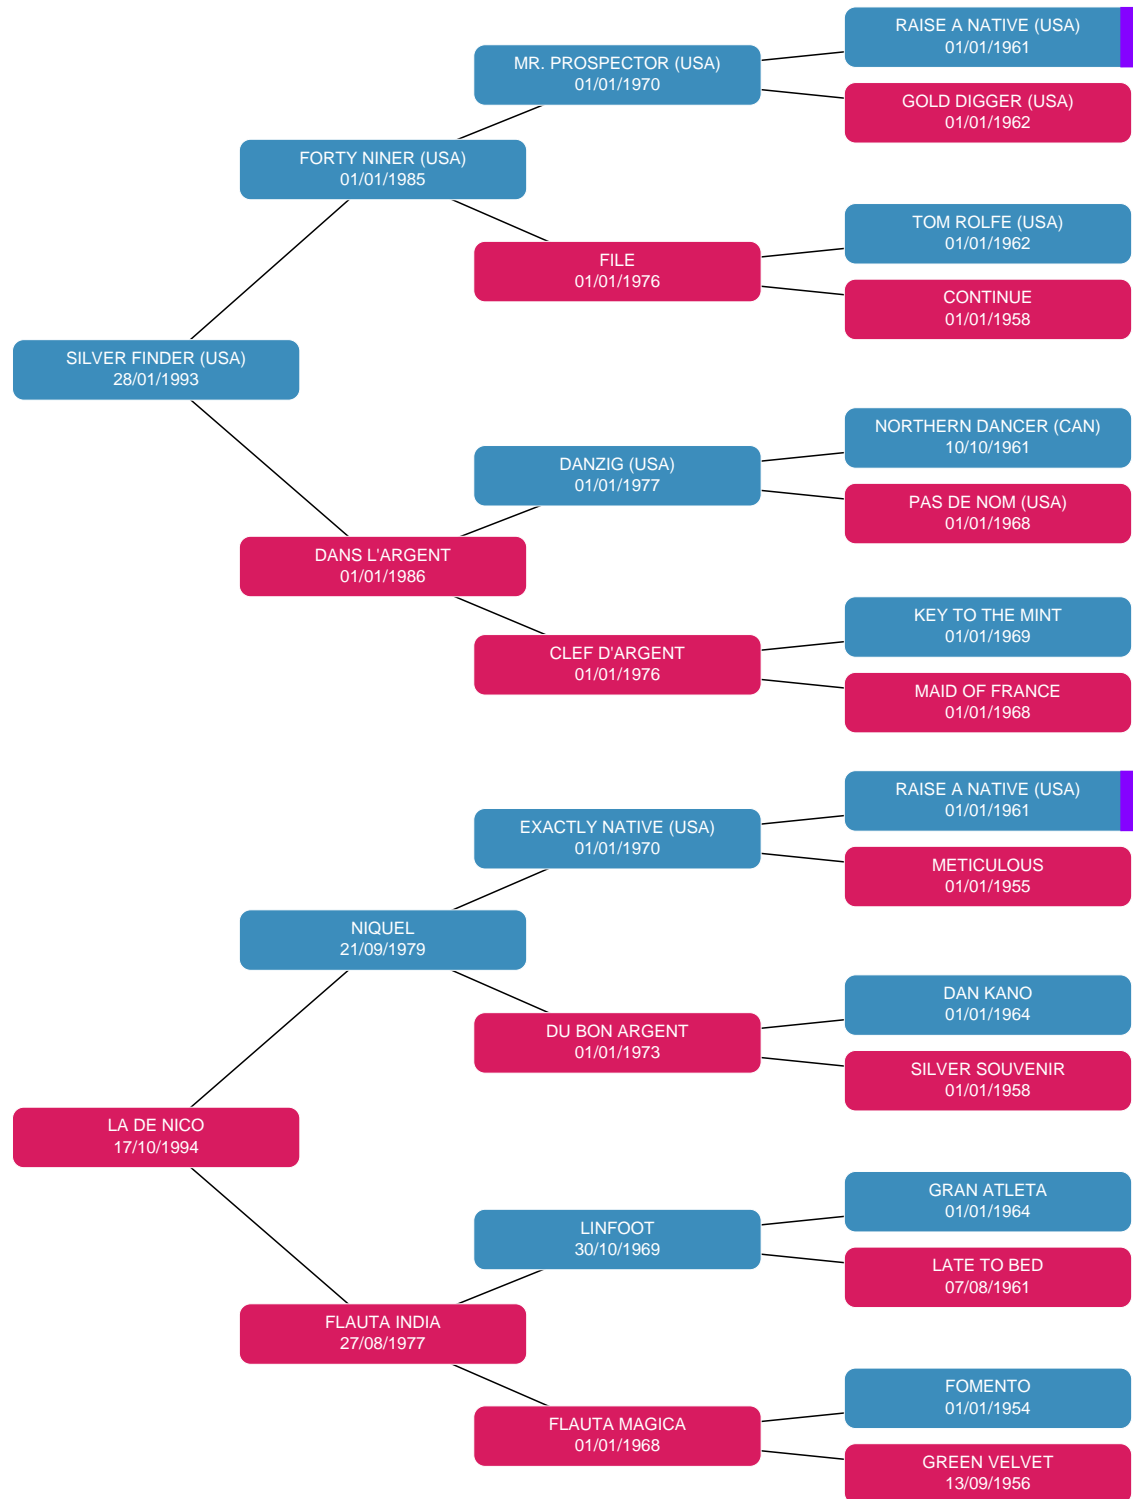 RAISE A NATIVE (USA)
01/01/1961
MR. PROSPECTOR (USA)
01/01/1970
GOLD DIGGER (USA)
01/01/1962
FORTY NINER (USA)
01/01/1985
TOM ROLFE (USA)
01/01/1962
FILE
01/01/1976
CONTINUE
01/01/1958
SILVER FINDER (USA)
28/01/1993
NORTHERN DANCER (CAN)
10/10/1961
DANZIG (USA)
01/01/1977
PAS DE NOM (USA)
01/01/1968
DANS L'ARGENT
01/01/1986
KEY TO THE MINT
01/01/1969
CLEF D'ARGENT
01/01/1976
MAID OF FRANCE
01/01/1968
RAISE A NATIVE (USA)
01/01/1961
EXACTLY NATIVE (USA)
01/01/1970
METICULOUS
01/01/1955
NIQUEL
21/09/1979
DAN KANO
01/01/1964
DU BON ARGENT
01/01/1973
SILVER SOUVENIR
01/01/1958
LA DE NICO
17/10/1994
GRAN ATLETA
01/01/1964
LINFOOT
30/10/1969
LATE TO BED
07/08/1961
FLAUTA INDIA
27/08/1977
FOMENTO
01/01/1954
FLAUTA MAGICA
01/01/1968
GREEN VELVET
13/09/1956